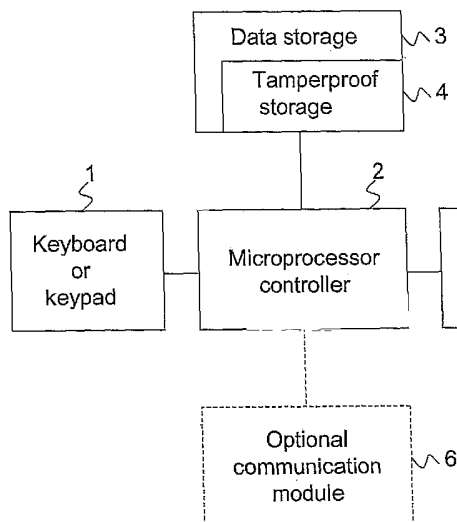 Data storage
3
Tamperproof
storage
4
1
2
Keyboard
or
keypad
Microprocessor
controller
Optional
communication
module
6